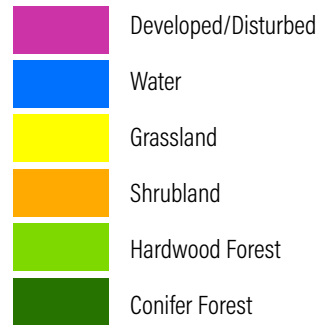 Developed/Disturbed
Water
Grassland
Shrubland
Hardwood Forest
Conifer Forest